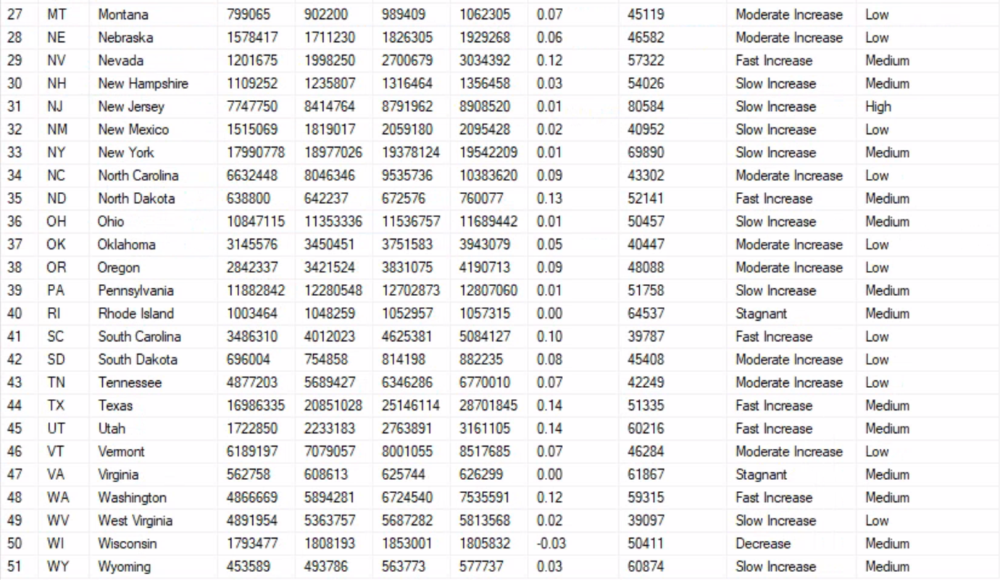 27 MT Montana 799065 902200 989409 1062305 0.07 45119 Moderate Increase Low
28 NE Nebraska 1578417 1711230 1826305 1929268 0.06 46582 Moderate Increase Low
29 NV Nevada 1201675 1998250 2700679 3034392 0.12 57322 Fast Increase Medium
30 NH New Hampshire 1109252 1235807 1316464 1356458 0.03 54026 Slow Increase Medium
31 NJ New Jersey 7747750 8414764 8791962 8908520 0.01 80584 Slow Increase High
32 NM New Mexico 1515069 1819017 2059180 2095428 0.02 40952 Slow Increase Low
33 NY New York 17990778 18977026 19378124 19542209 0.01 69890 Slow Increase Medium
34 NC North Carolina 6632448 8046346 9535736 10383620 0.09 43302 Moderate Increase Low
35 ND North Dakota 638800 642237 672576 760077 0.13 52141 Fast Increase Medium
36 OH Ohio 10847115 11353336 11536757 11689442 0.01 50457 Slow Increase Medium
37 OK Oklahoma 3145576 3450451 3751583 3943079 0.05 40447 Moderate Increase Low
38 OR Oregon 2842337 3421524 3831075 4190713 0.09 48088 Moderate Increase Low
39 PA Pennsylvania 11882842 12280548 12702873 12807060 0.01 51758 Slow Increase Medium
40 RI Rhode Island 1003464 1048259 1052957 1057315 0.00 64537 Stagnant Medium
41 SC South Carolina 3486310 4012023 4625381 5084127 0.10 39787 Fast Increase Low
42 SD South Dakota 696004 754858 814198 882235 0.08 45408 Moderate Increase Low
43 TN Tennessee 4877203 5689427 6346286 6770010 0.07 42249 Moderate Increase Low
44 TX Texas 16986335 20851028 25146114 28701845 0.14 51335 Fast Increase Medium
45 UT Utah 1722850 2233183 2763891 3161105 0.14 60216 Fast Increase Medium
46 VT Vermont 6189197 7079057 8001055 8517685 0.07 46284 Moderate Increase Low
47 VA Virginia 562758 608613 625744 626299 0.00 61867 Stagnant Medium
48 WA Washington 4866669 5894281 6724540 7535591 0.12 59315 Fast Increase Medium
49 WV West Virginia 4891954 5363757 5687282 5813568 0.02 39097 Slow Increase Low
50 WI Wisconsin 1793477 1808193 1853001 1805832 -0.03 50411 Decrease Medium
51 WY Wyoming 453589 493786 563773 577737 0.03 60874 Slow Increase Medium